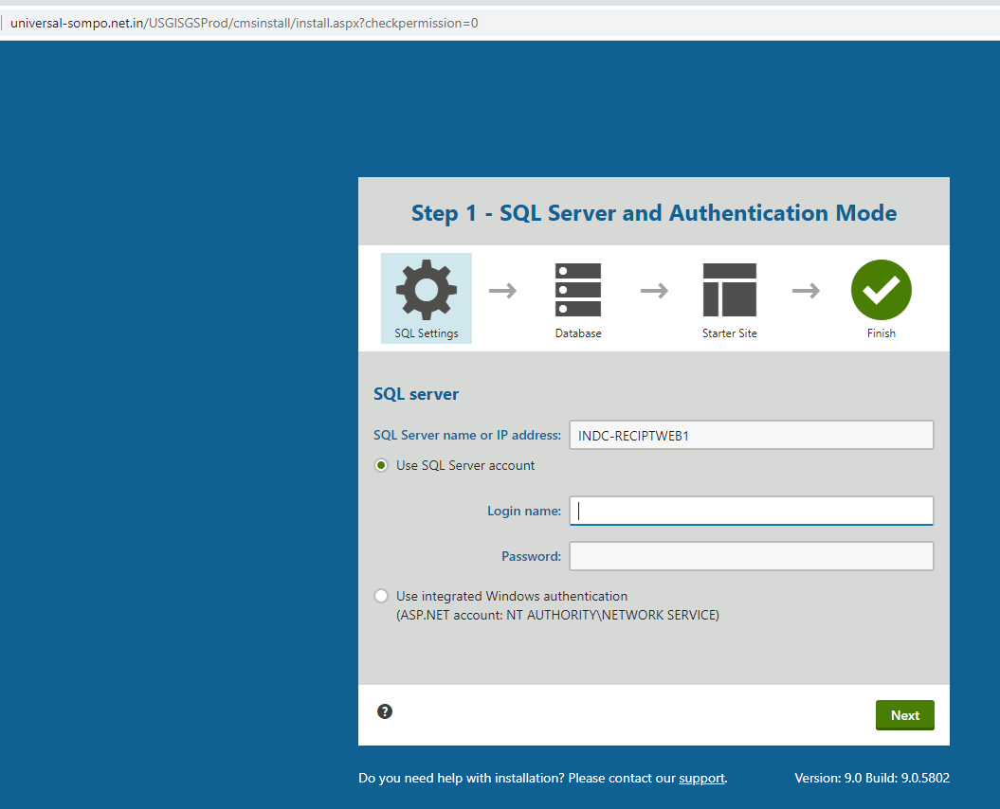 universal-sompo.net.in/USGISGSProd/cmsinstall/install.aspx?checkpermission=0
Step 1 - SQL Server and Authentication Mode
SQL Settings
Database
Starter Site
Finish
SQL server
SQL Server name or IP address: INDC-RECIPTWEB1
Use SQL Server account
Login name:
Password:
Use integrated Windows authentication
(ASP.NET account: NT AUTHORITY\NETWORK SERVICE)
?
Next
Do you need help with installation? Please contact our support. Version: 9.0 Build: 9.0.5802